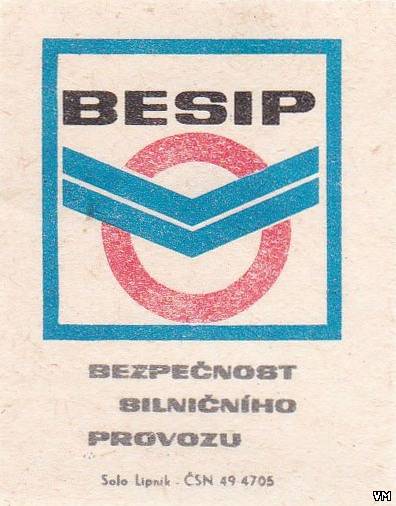 BESIP
BEZPEČNOST
SILNIČNÍHO
PROVOZU
Solo Lipník - ČSN 49 4705
VM